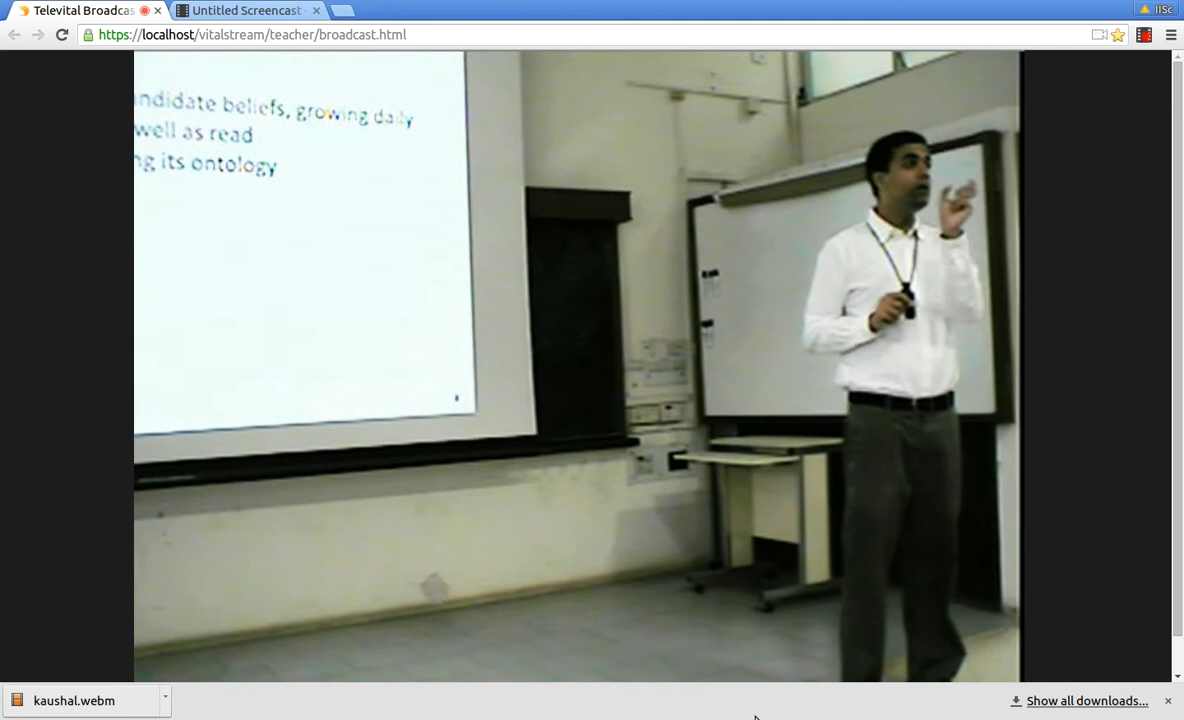 Televital Broadcas
Untitled Screencast
IISc
https://localhost/vitalstream/teacher/broadcast.html
ndidate beliefs, growing daily
well as read
ng its ontology
kaushal.webm
Show all downloads...